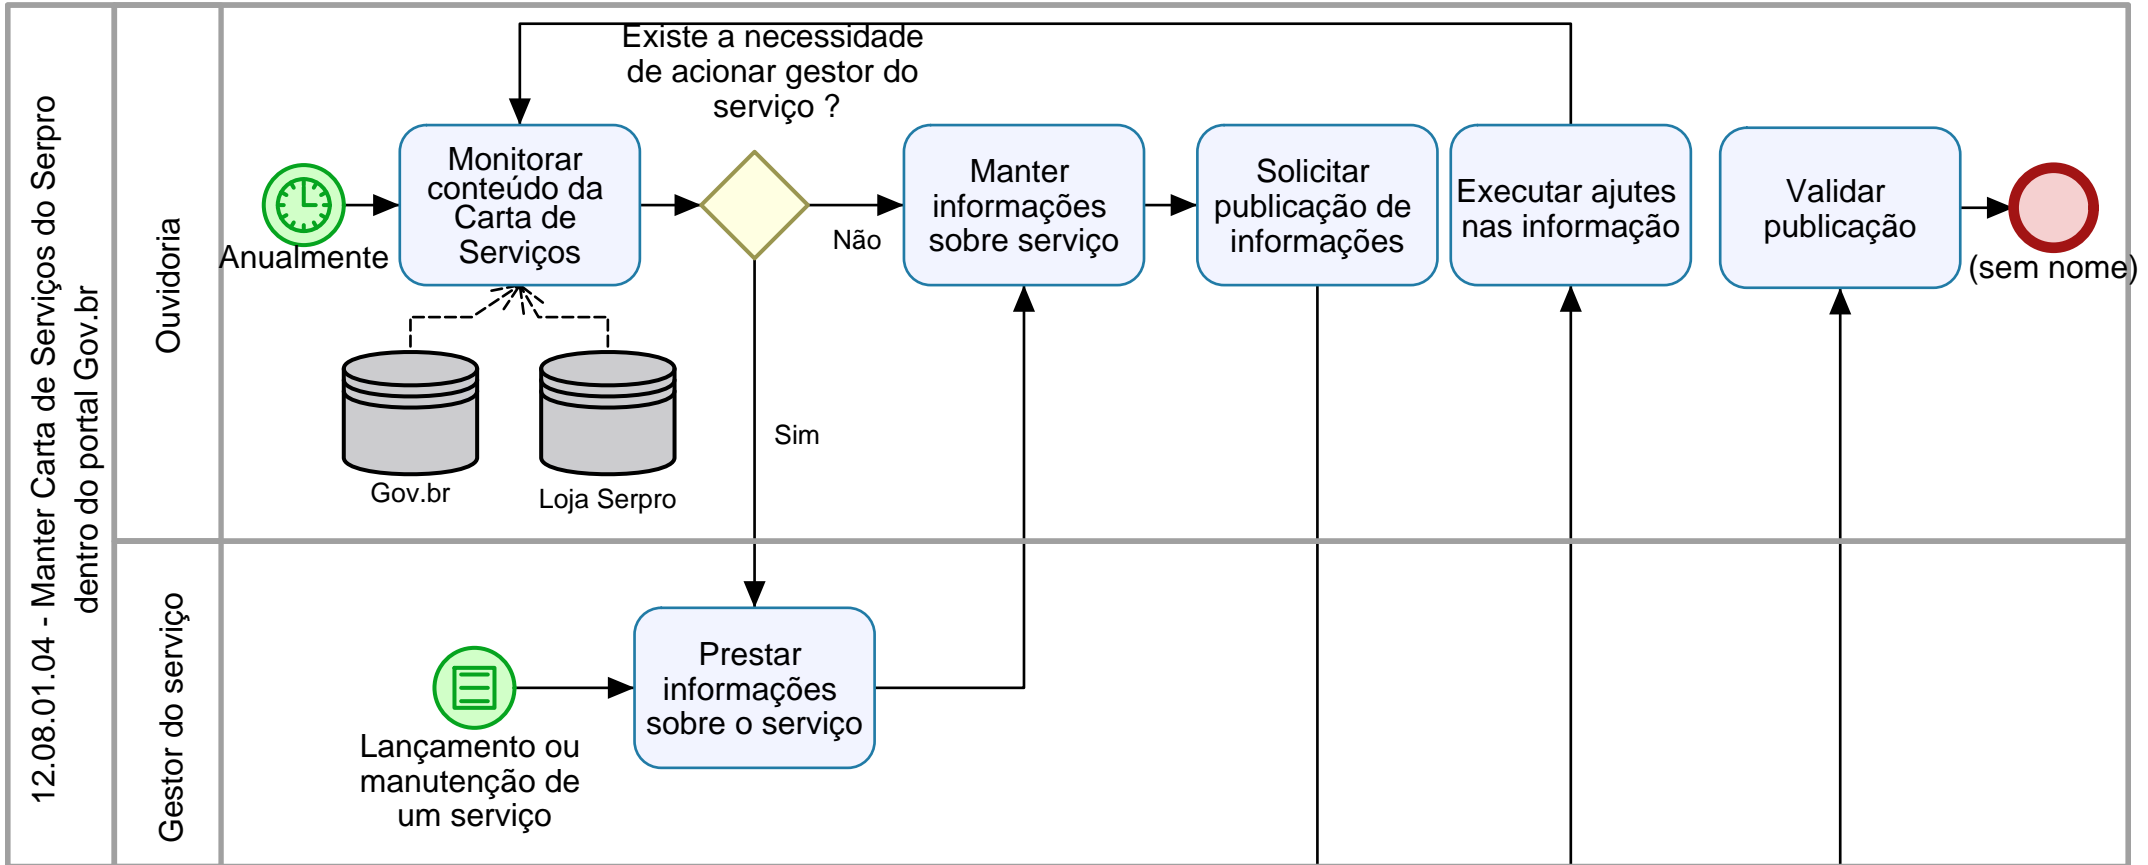 12.08.01.04 - Manter Carta de Serviços do Serpro
dentro do portal Gov.br
Ouvidoria
Existe a necessidade
de acionar gestor do
serviço ?
Anualmente
Monitorar
conteúdo da
Carta de
Serviços
Não
Manter
informações
sobre serviço
Solicitar
publicação de
informações
Executar ajutes
nas informação
Validar
publicação
(sem nome)
Gov.br
Loja Serpro
Sim
Gestor do serviço
Lançamento ou
manutenção de
um serviço
Prestar
informações
sobre o serviço